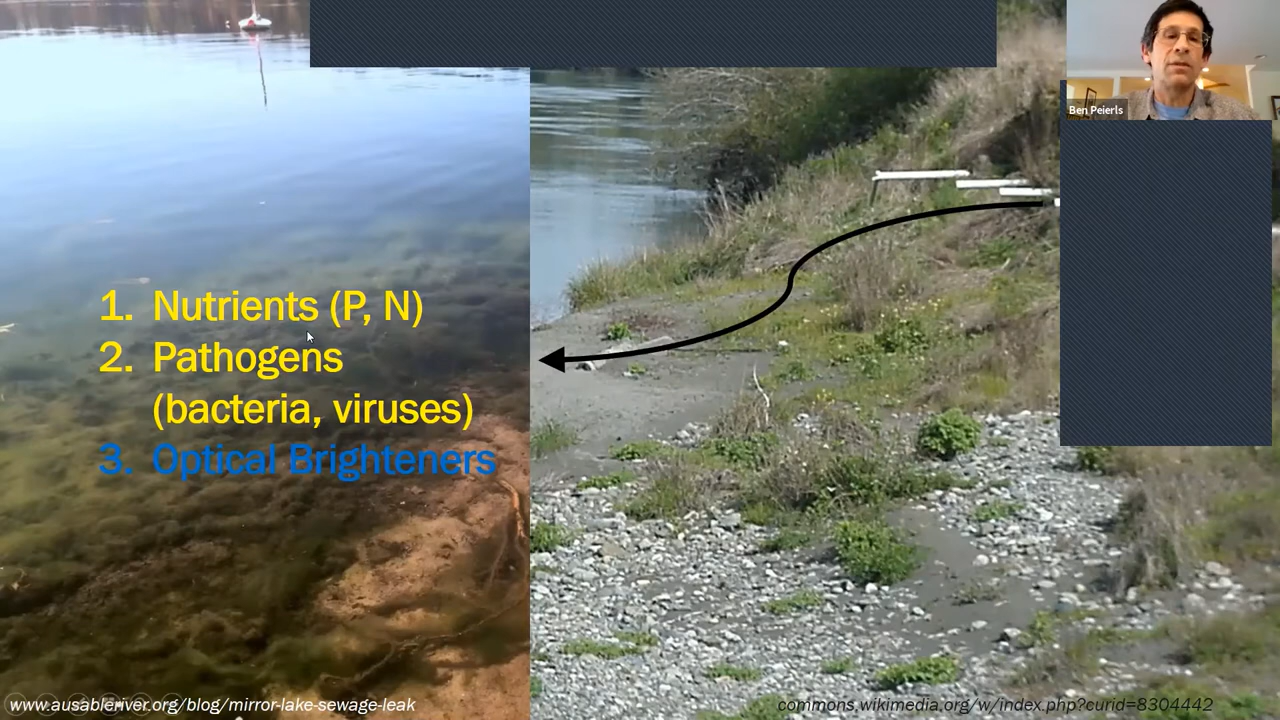 Ben Peierls
1. Nutrients (P, N)
2. Pathogens
(bacteria, viruses)
3. Optical Brighteners
www.ausableriver.org/blog/mirror-lake-sewage-leak
commons.wikimedia.org/w/index.php?curid=8304442